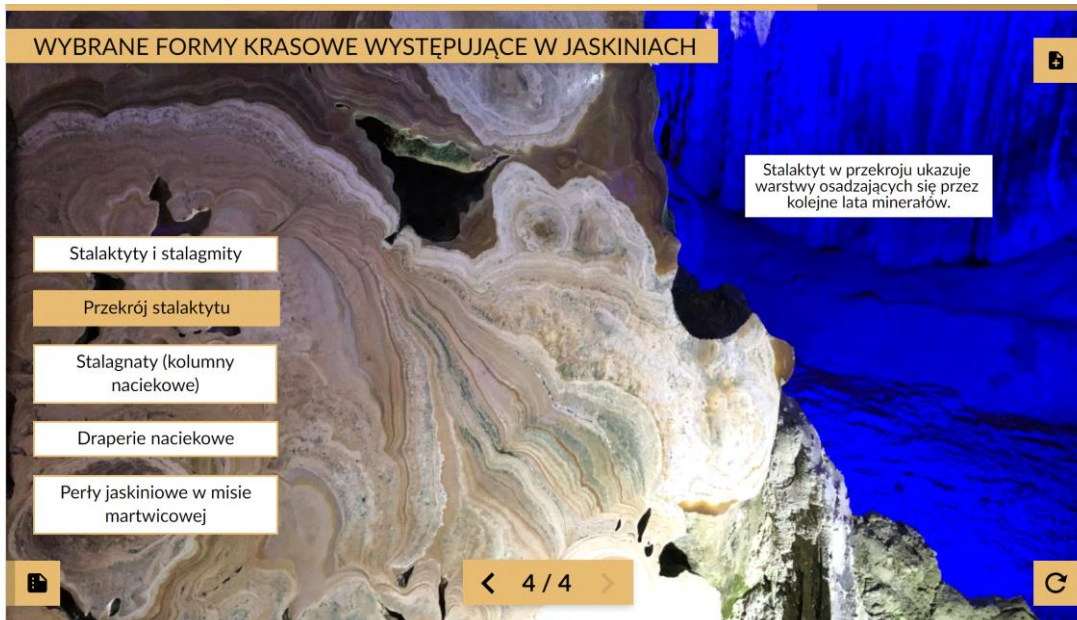 WYBRANE FORMY KRASOWE WYSTĘPUJĄCE W JASKINIACH
Stalaktyt w przekroju ukazuje
warstwy osadzających się przez
kolejne lata minerałów.
Stalaktyty i stalagmity
Przekrój stalaktytu
Stalagnaty (kolumny
naciekowe)
Draperie naciekowe
Perły jaskiniowe w misie
martwicowej
4 / 4